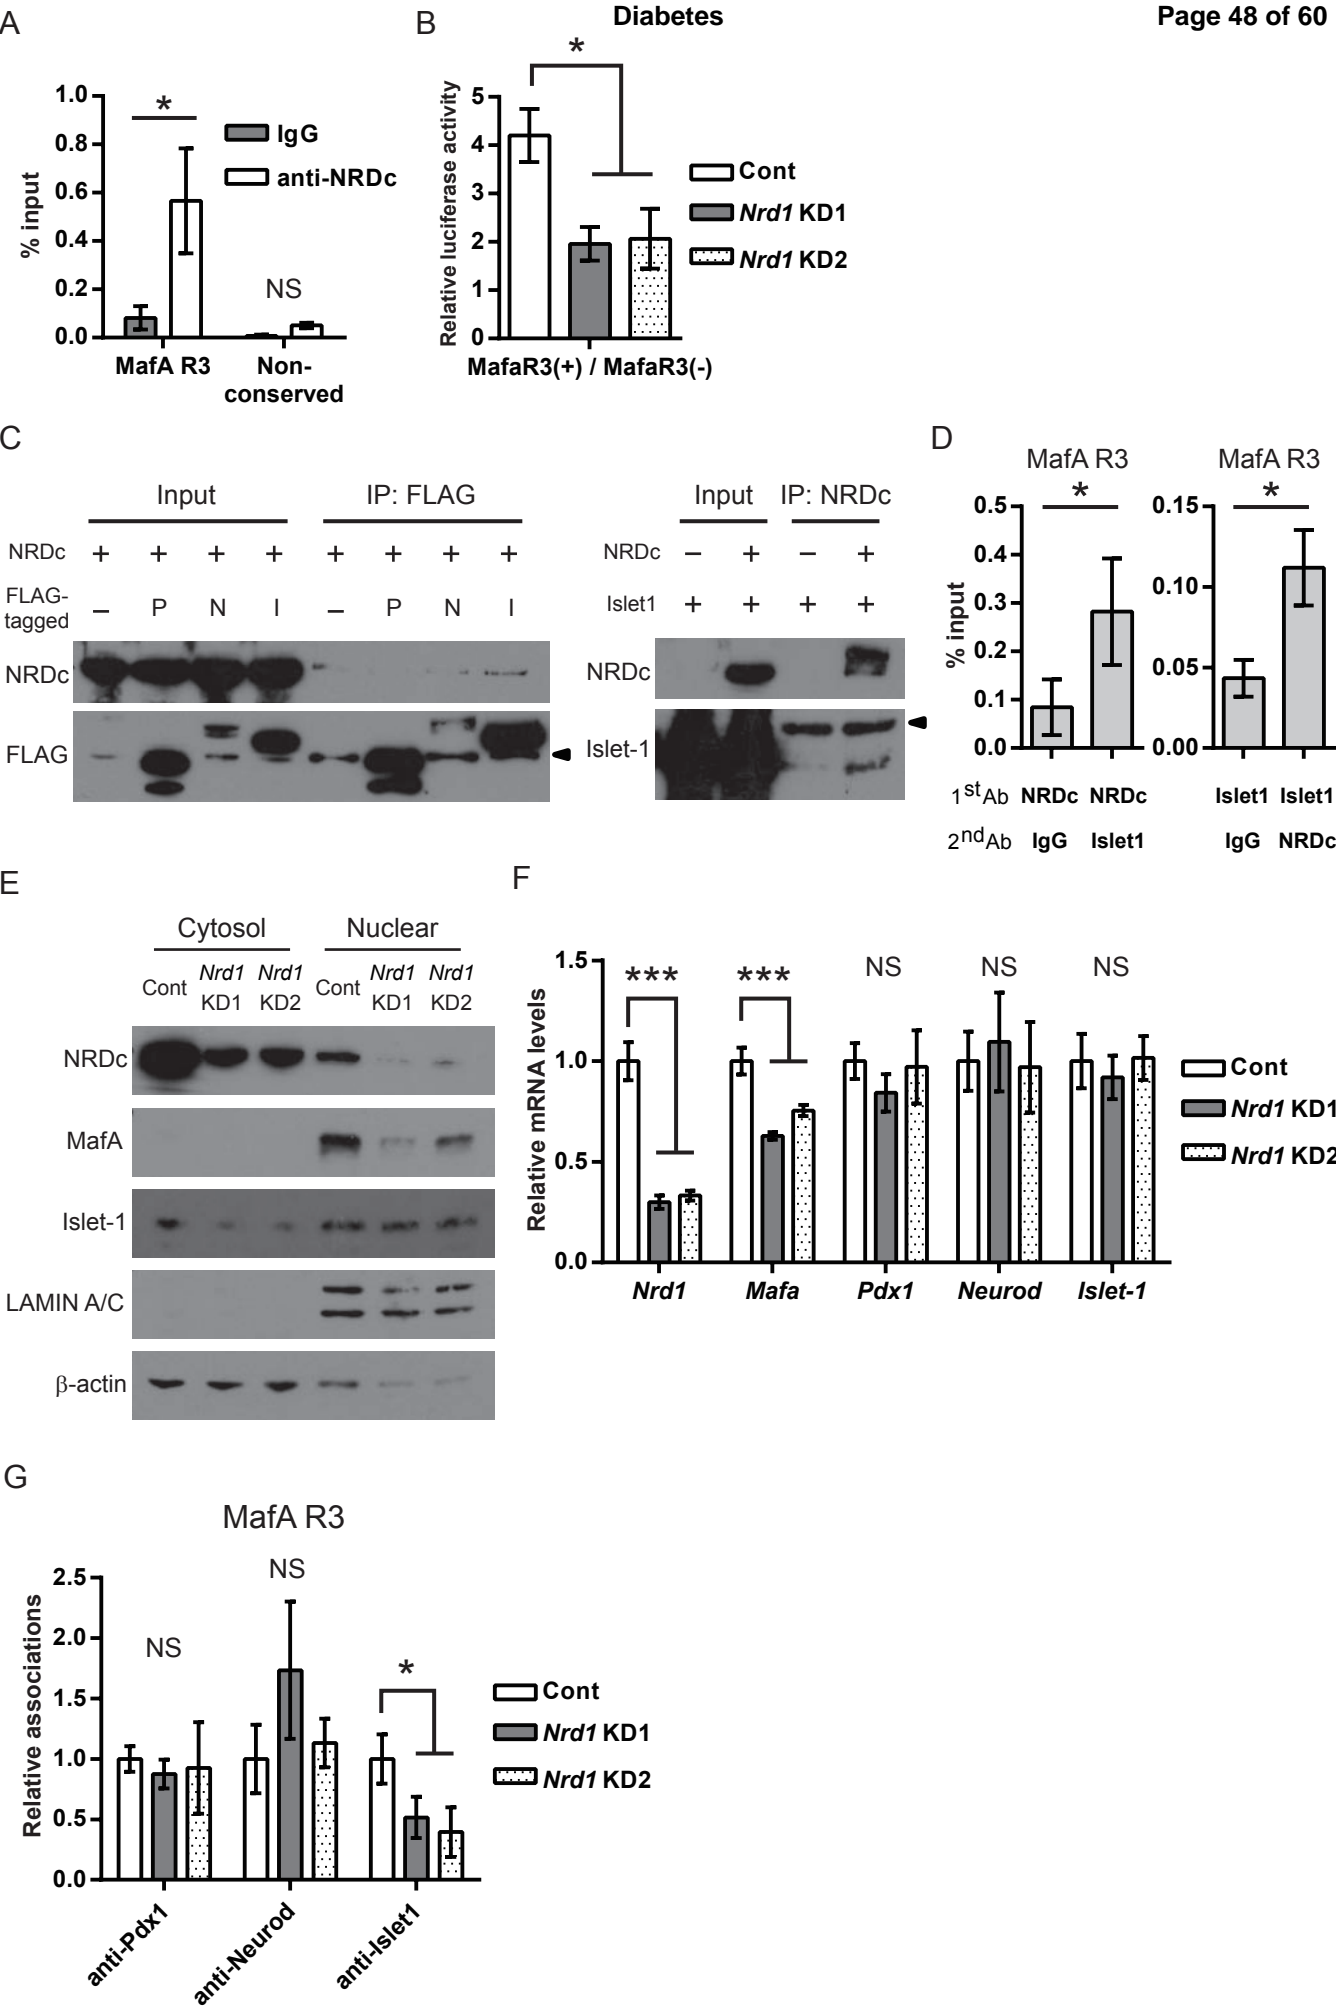 Diabetes
Page 48 of 60
A
1.0
0.8
0.6
0.4
0.2
0.0
% input
*
NS
IgG
anti-NRDc
MafA R3
Non-
conserved
B
5
4
3
2
1
0
Relative luciferase activity
*
Cont
Nrd1 KD1
Nrd1 KD2
MafaR3(+) / MafaR3(-)
C
Input IP: FLAG
NRDc + + + + + + + +
FLAG-
tagged
– P N I – P N I
NRDc
FLAG
Input IP: NRDc
NRDc – + – +
Islet1 + + + +
NRDc
Islet-1
D
MafA R3
*
0.5
0.4
0.3
0.2
0.1
0.0
% input
MafA R3
*
0.15
0.10
0.05
0.00
1st Ab NRDc NRDc Islet1 Islet1
2nd Ab IgG Islet1 IgG NRDc
E
Cytosol Nuclear
Cont Nrd1 KD1 Nrd1 KD2 Cont Nrd1 KD1 Nrd1 KD2
NRDc
MafA
Islet-1
LAMIN A/C
β-actin
F
1.5
1.0
0.5
0.0
Relative mRNA levels
*** *** NS NS NS
Cont
Nrd1 KD1
Nrd1 KD2
Nrd1 Mafa Pdx1 Neurod Islet-1
G
MafA R3
2.5
2.0
1.5
1.0
0.5
0.0
Relative associations
NS
NS
*
Cont
Nrd1 KD1
Nrd1 KD2
anti-Pdx1
anti-Neurod
anti-Islet1